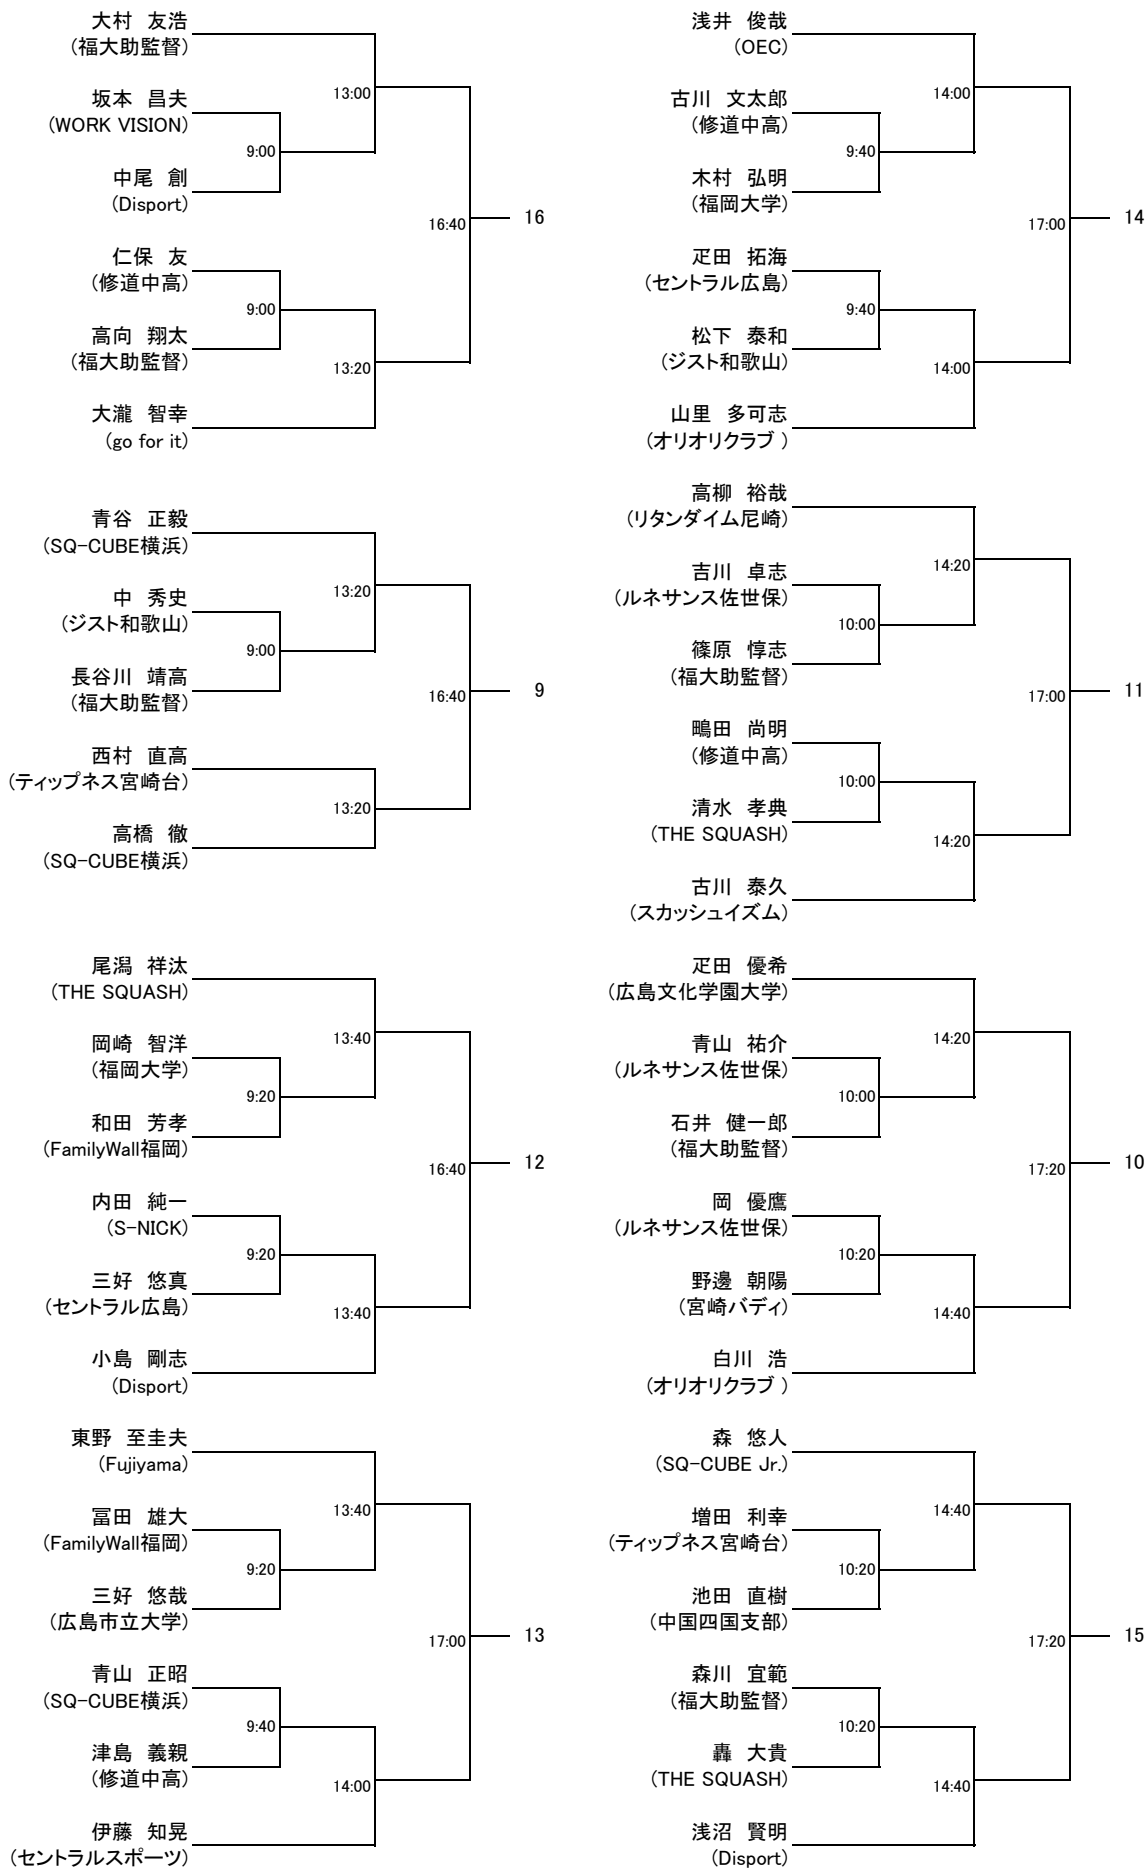 大村 友浩
(福大助監督)
13:00
坂本 昌夫
(WORK VISION)
9:00
中尾 創
(Disport)
16:40
16
仁保 友
(修道中高)
9:00
高向 翔太
(福大助監督)
13:20
大瀧 智幸
(go for it)
青谷 正毅
(SQ-CUBE横浜)
13:20
中 秀史
(ジスト和歌山)
9:00
長谷川 靖高
(福大助監督)
16:40
9
西村 直高
(ティップネス宮崎台)
13:20
高橋 徹
(SQ-CUBE横浜)
尾潟 祥汰
(THE SQUASH)
13:40
岡崎 智洋
(福岡大学)
9:20
和田 芳孝
(FamilyWall福岡)
16:40
12
内田 純一
(S-NICK)
9:20
三好 悠真
(セントラル広島)
13:40
小島 剛志
(Disport)
東野 至圭夫
(Fujiyama)
13:40
冨田 雄大
(FamilyWall福岡)
9:20
三好 悠哉
(広島市立大学)
17:00
13
青山 正昭
(SQ-CUBE横浜)
9:40
津島 義親
(修道中高)
14:00
伊藤 知晃
(セントラルスポーツ)
浅井 俊哉
(OEC)
14:00
古川 文太郎
(修道中高)
9:40
木村 弘明
(福岡大学)
17:00
14
疋田 拓海
(セントラル広島)
9:40
松下 泰和
(ジスト和歌山)
14:00
山里 多可志
(オリオリクラブ )
高柳 裕哉
(リタンダイム尼崎)
14:20
吉川 卓志
(ルネサンス佐世保)
10:00
篠原 惇志
(福大助監督)
17:00
11
鴫田 尚明
(修道中高)
10:00
清水 孝典
(THE SQUASH)
14:20
古川 泰久
(スカッシュイズム)
疋田 優希
(広島文化学園大学)
14:20
青山 祐介
(ルネサンス佐世保)
10:00
石井 健一郎
(福大助監督)
17:20
10
岡 優鷹
(ルネサンス佐世保)
10:20
野邊 朝陽
(宮崎バディ)
14:40
白川 浩
(オリオリクラブ )
森 悠人
(SQ-CUBE Jr.)
14:40
増田 利幸
(ティップネス宮崎台)
10:20
池田 直樹
(中国四国支部)
17:20
15
森川 宜範
(福大助監督)
10:20
轟 大貴
(THE SQUASH)
14:40
浅沼 賢明
(Disport)